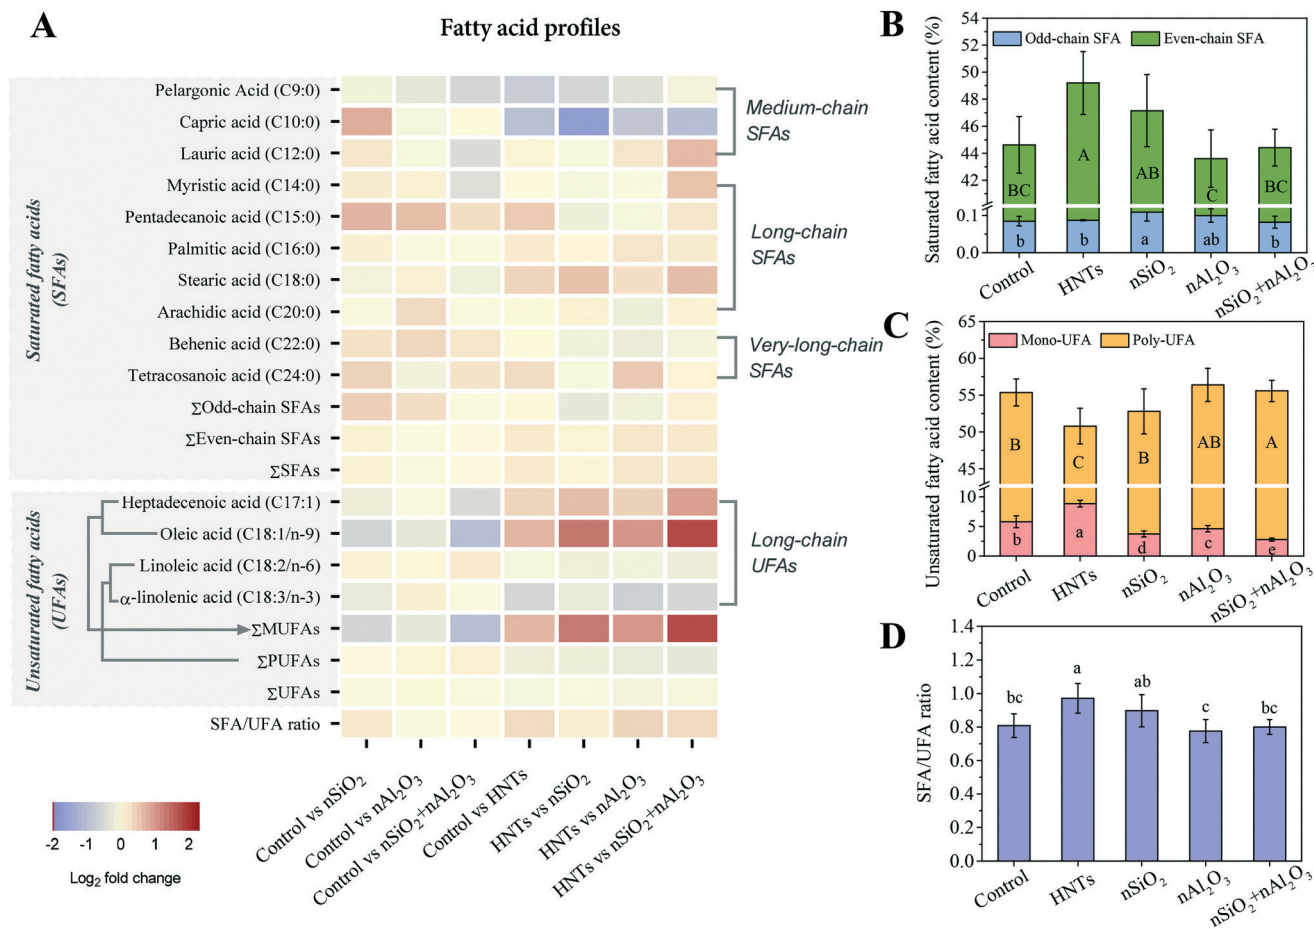 A
Fatty acid profiles
Saturated fatty acids
(SFAs)
Pelargonic Acid (C9:0)
Capric acid (C10:0)
Lauric acid (C12:0)
Myristic acid (C14:0)
Pentadecanoic acid (C15:0)
Palmitic acid (C16:0)
Stearic acid (C18:0)
Arachidic acid (C20:0)
Behenic acid (C22:0)
Tetracosanoic acid (C24:0)
ΣOdd-chain SFAs
ΣEven-chain SFAs
ΣSFAs
Unsaturated fatty acids
(UFAs)
Heptadecenoic acid (C17:1)
Oleic acid (C18:1/n-9)
Linoleic acid (C18:2/n-6)
α-linolenic acid (C18:3/n-3)
ΣMUFAs
ΣPUFAs
ΣUFAs
SFA/UFA ratio
Medium-chain
SFAs
Long-chain
SFAs
Very-long-chain
SFAs
Long-chain
UFAs
Control vs nSiO₂
Control vs nAl₂O₃
Control vs nSiO₂+nAl₂O₃
Control vs HNTs
HNTs vs nSiO₂
HNTs vs nAl₂O₃
HNTs vs nSiO₂+nAl₂O₃
-2 -1 0 1 2
Log₂ fold change
B
Saturated fatty acid content (%)
Odd-chain SFA
Even-chain SFA
54
52
50
48
46
44
42
0.1
0.0
BC A AB C BC
b b a ab b
Control HNTs nSiO₂ nAl₂O₃ nSiO₂+nAl₂O₃
C
Unsaturated fatty acid content (%)
Mono-UFA
Poly-UFA
65
60
55
50
45
10
5
0
B C B AB A
b a d c e
Control HNTs nSiO₂ nAl₂O₃ nSiO₂+nAl₂O₃
D
SFA/UFA ratio
1.4
1.2
1.0
0.8
0.6
0.4
0.2
0.0
bc a ab c bc
Control HNTs nSiO₂ nAl₂O₃ nSiO₂+nAl₂O₃